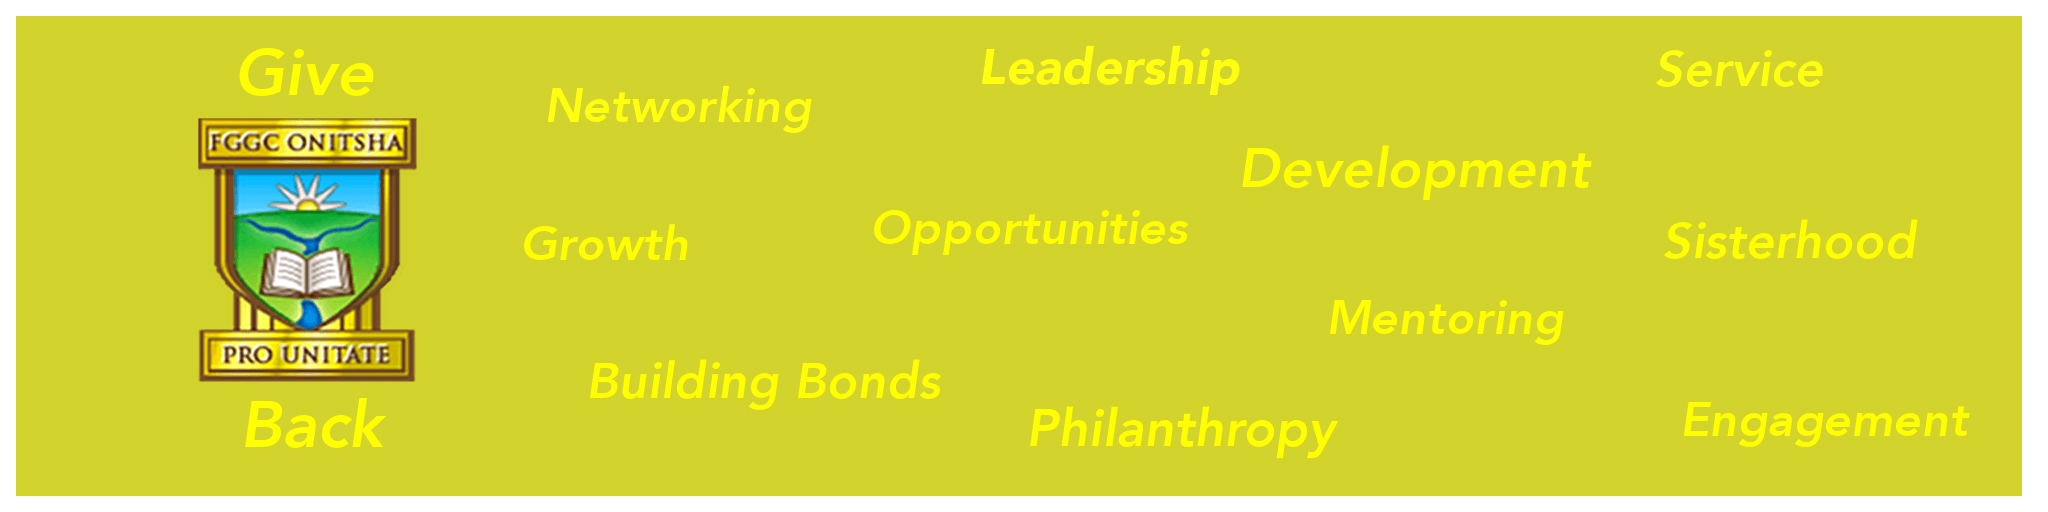 Give
FGGC ONITSHA
PRO UNITATE
Back
Networking
Leadership
Service
Development
Growth
Opportunities
Sisterhood
Mentoring
Building Bonds
Philanthropy
Engagement